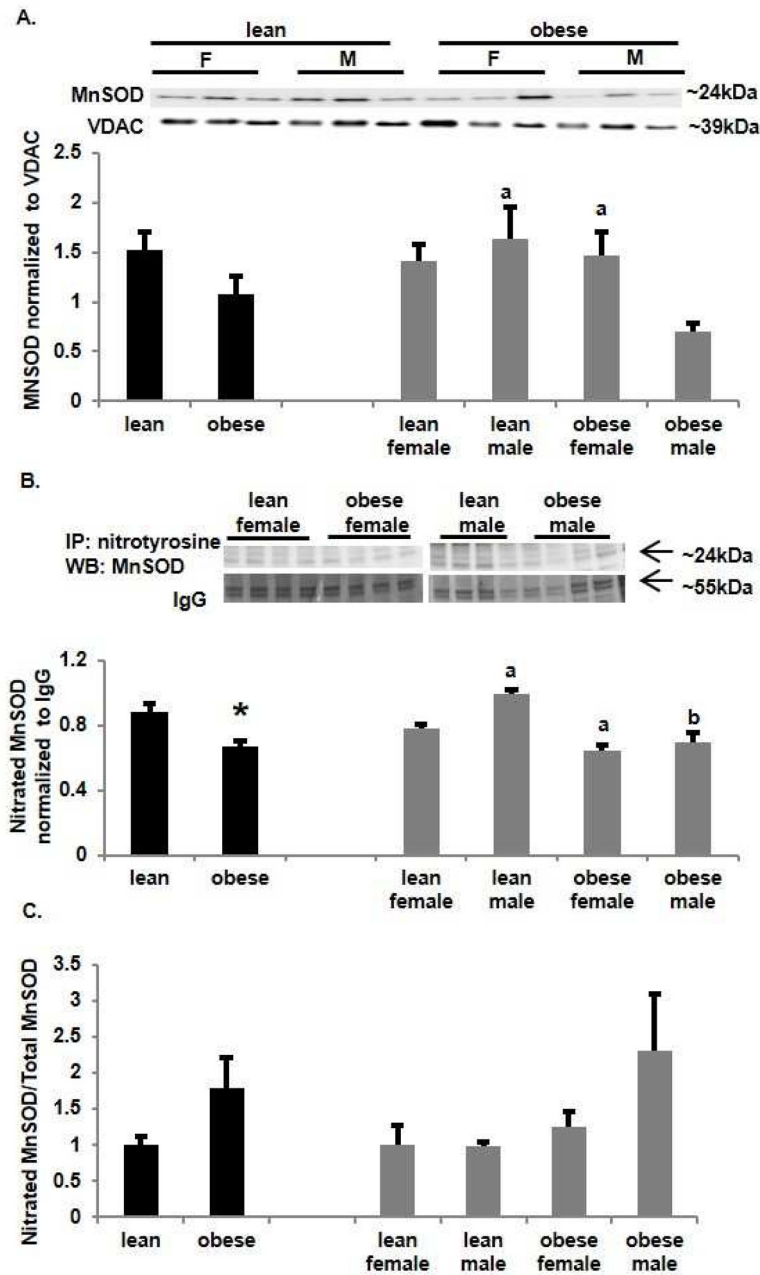 A.
lean obese
F M F M
MnSOD ~24kDa
VDAC ~39kDa
MNSOD normalized to VDAC
2.5
2
1.5
1
0.5
0
a a
lean obese lean female lean male obese female obese male
B.
lean female obese female lean male obese male
IP: nitrotyrosine
WB: MnSOD ~24kDa
IgG ~55kDa
Nitrated MnSOD
normalized to IgG
1.2
0.8
0.4
0
* a a b
lean obese lean female lean male obese female obese male
C.
Nitrated MnSOD/Total MnSOD
3.5
3
2.5
2
1.5
1
0.5
0
lean obese lean female lean male obese female obese male